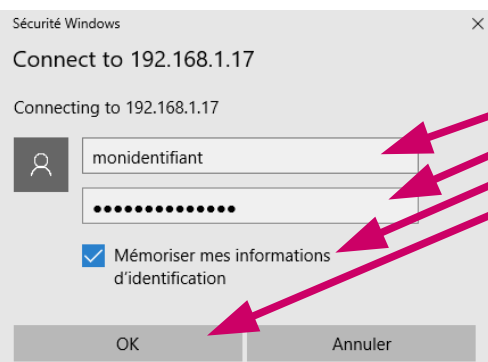 Sécurité Windows
Connect to 192.168.1.17
Connecting to 192.168.1.17
monidentifiant
●●●●●●●●●●●●●●
Mémoriser mes informations
d’identification
OK Annuler